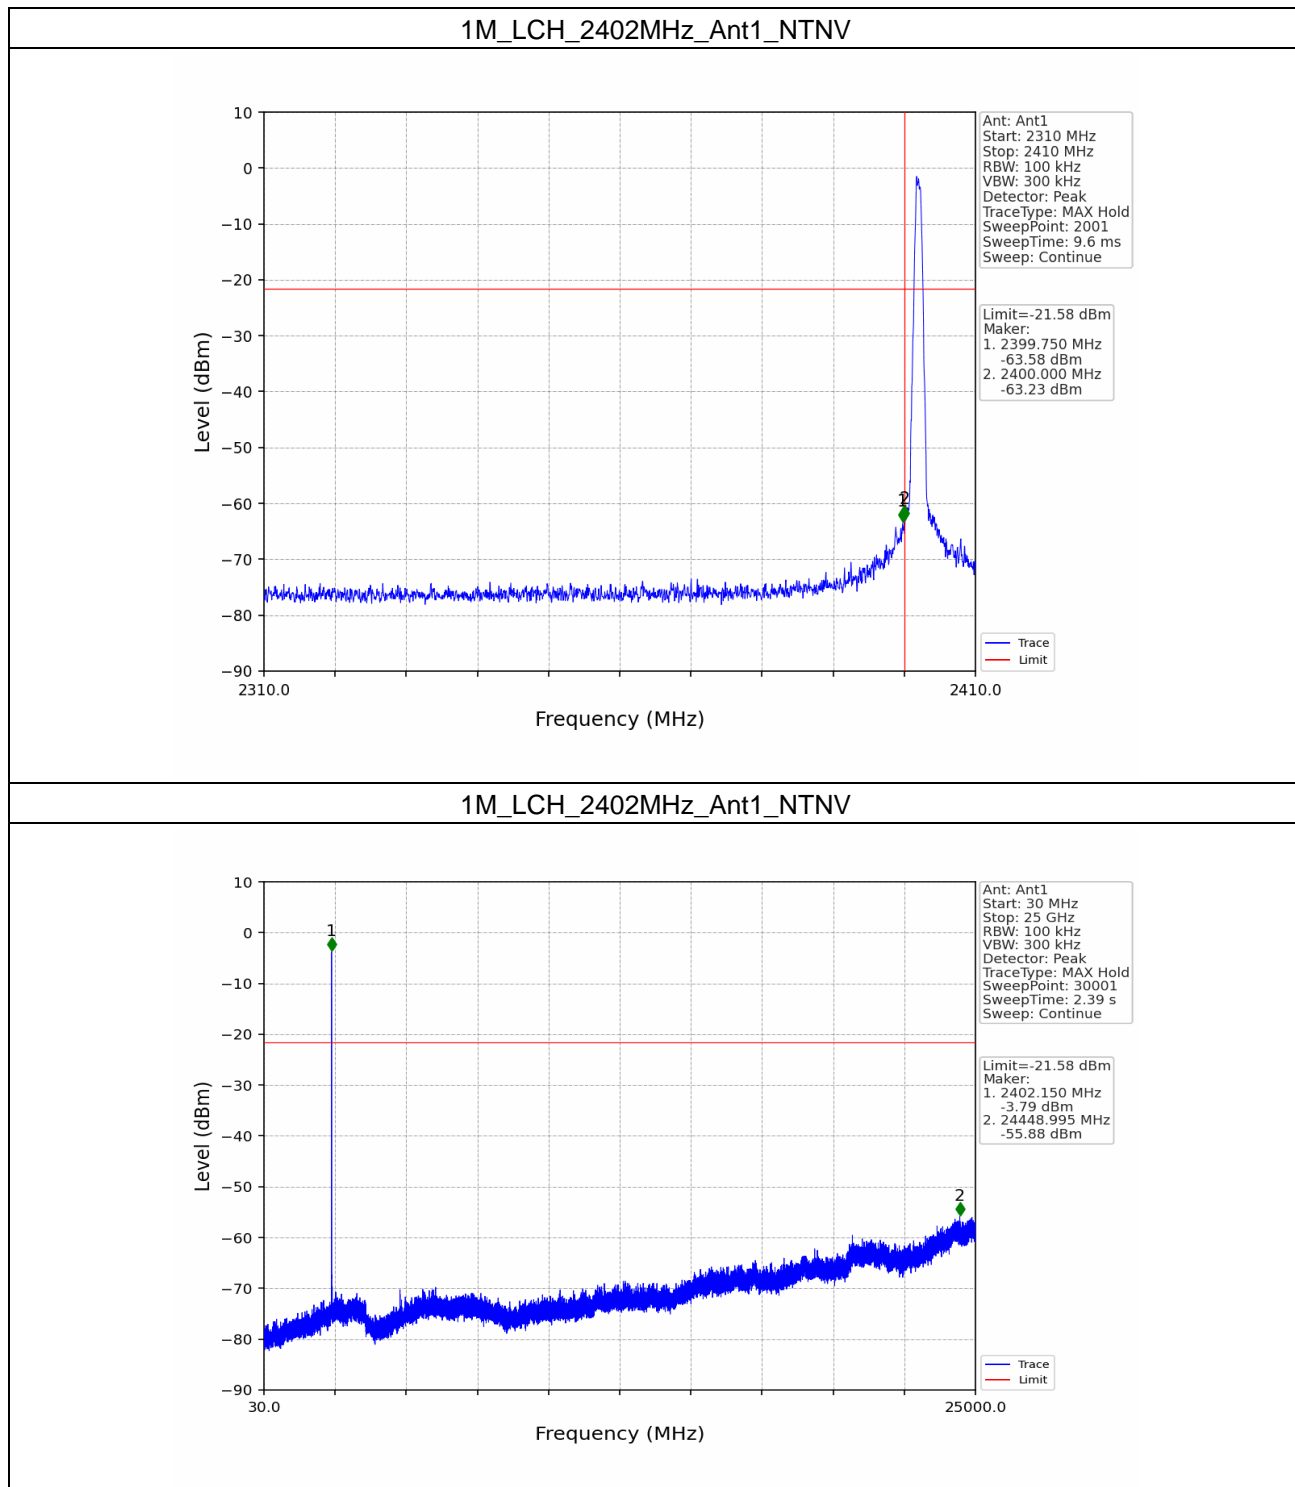 1M_LCH_2402MHz_Ant1_NTNV
10
0
−10
−20
−30
−40
−50
−60
−70
−80
−90
Level (dBm)
1
2
2310.0
2410.0
Frequency (MHz)
Ant: Ant1
Start: 2310 MHz
Stop: 2410 MHz
RBW: 100 kHz
VBW: 300 kHz
Detector: Peak
TraceType: MAX Hold
SweepPoint: 2001
SweepTime: 9.6 ms
Sweep: Continue
Limit=-21.58 dBm
Maker:
1. 2399.750 MHz
-63.58 dBm
2. 2400.000 MHz
-63.23 dBm
Trace
Limit
1M_LCH_2402MHz_Ant1_NTNV
10
0
−10
−20
−30
−40
−50
−60
−70
−80
−90
Level (dBm)
1
2
30.0
25000.0
Frequency (MHz)
Ant: Ant1
Start: 30 MHz
Stop: 25 GHz
RBW: 100 kHz
VBW: 300 kHz
Detector: Peak
TraceType: MAX Hold
SweepPoint: 30001
SweepTime: 2.39 s
Sweep: Continue
Limit=-21.58 dBm
Maker:
1. 2402.150 MHz
-3.79 dBm
2. 24448.995 MHz
-55.88 dBm
Trace
Limit